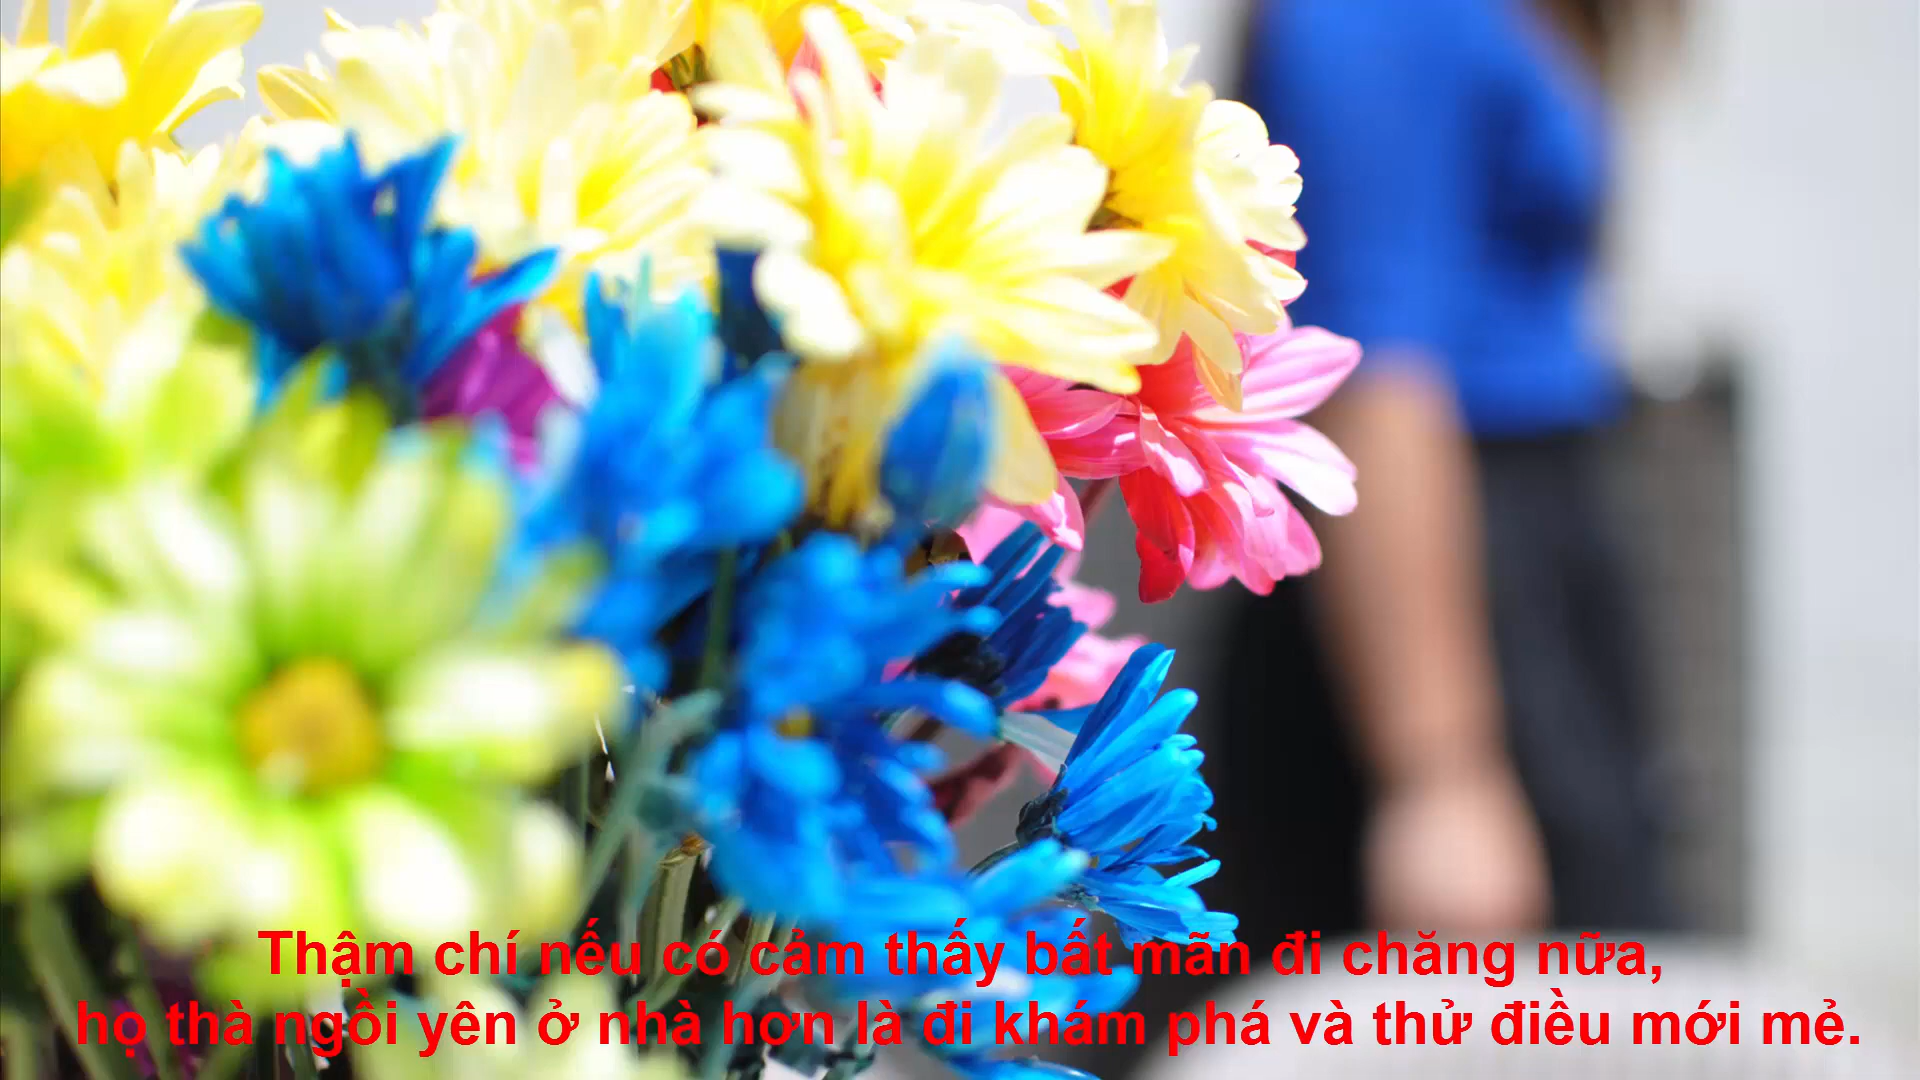 Thậm chí nếu có cảm thấy bất mãn đi chăng nữa,
họ thà ngồi yên ở nhà hơn là đi khám phá và thử điều mới mẻ.